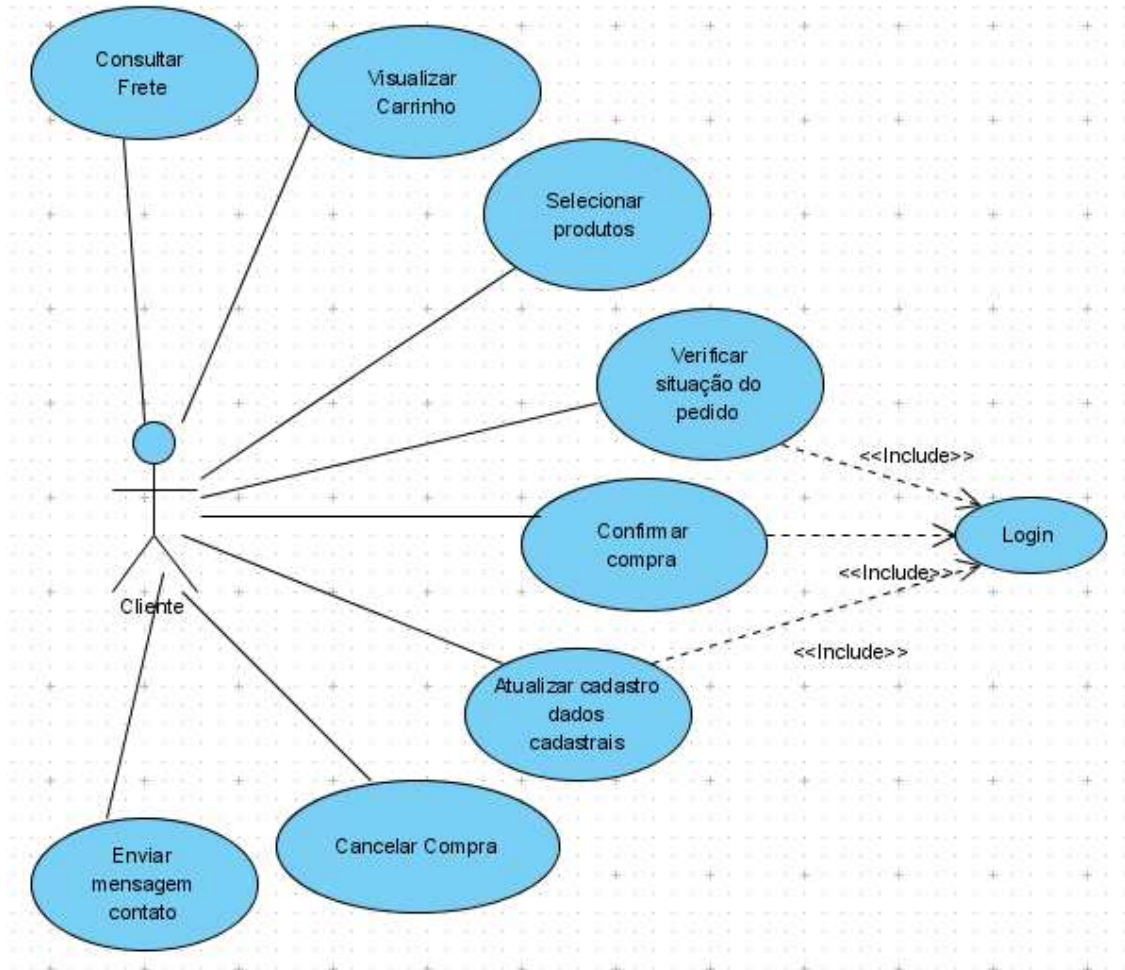 Consultar
Frete
Visualizar
Carrinho
Selecionar
produtos
Verificar
situação do
pedido
<<Include>>
Confirmar
compra
Login
<<Include>>
Cliente
<<Include>>
Atualizar cadastro
dados
cadastrais
Cancelar Compra
Enviar
mensagem
contato